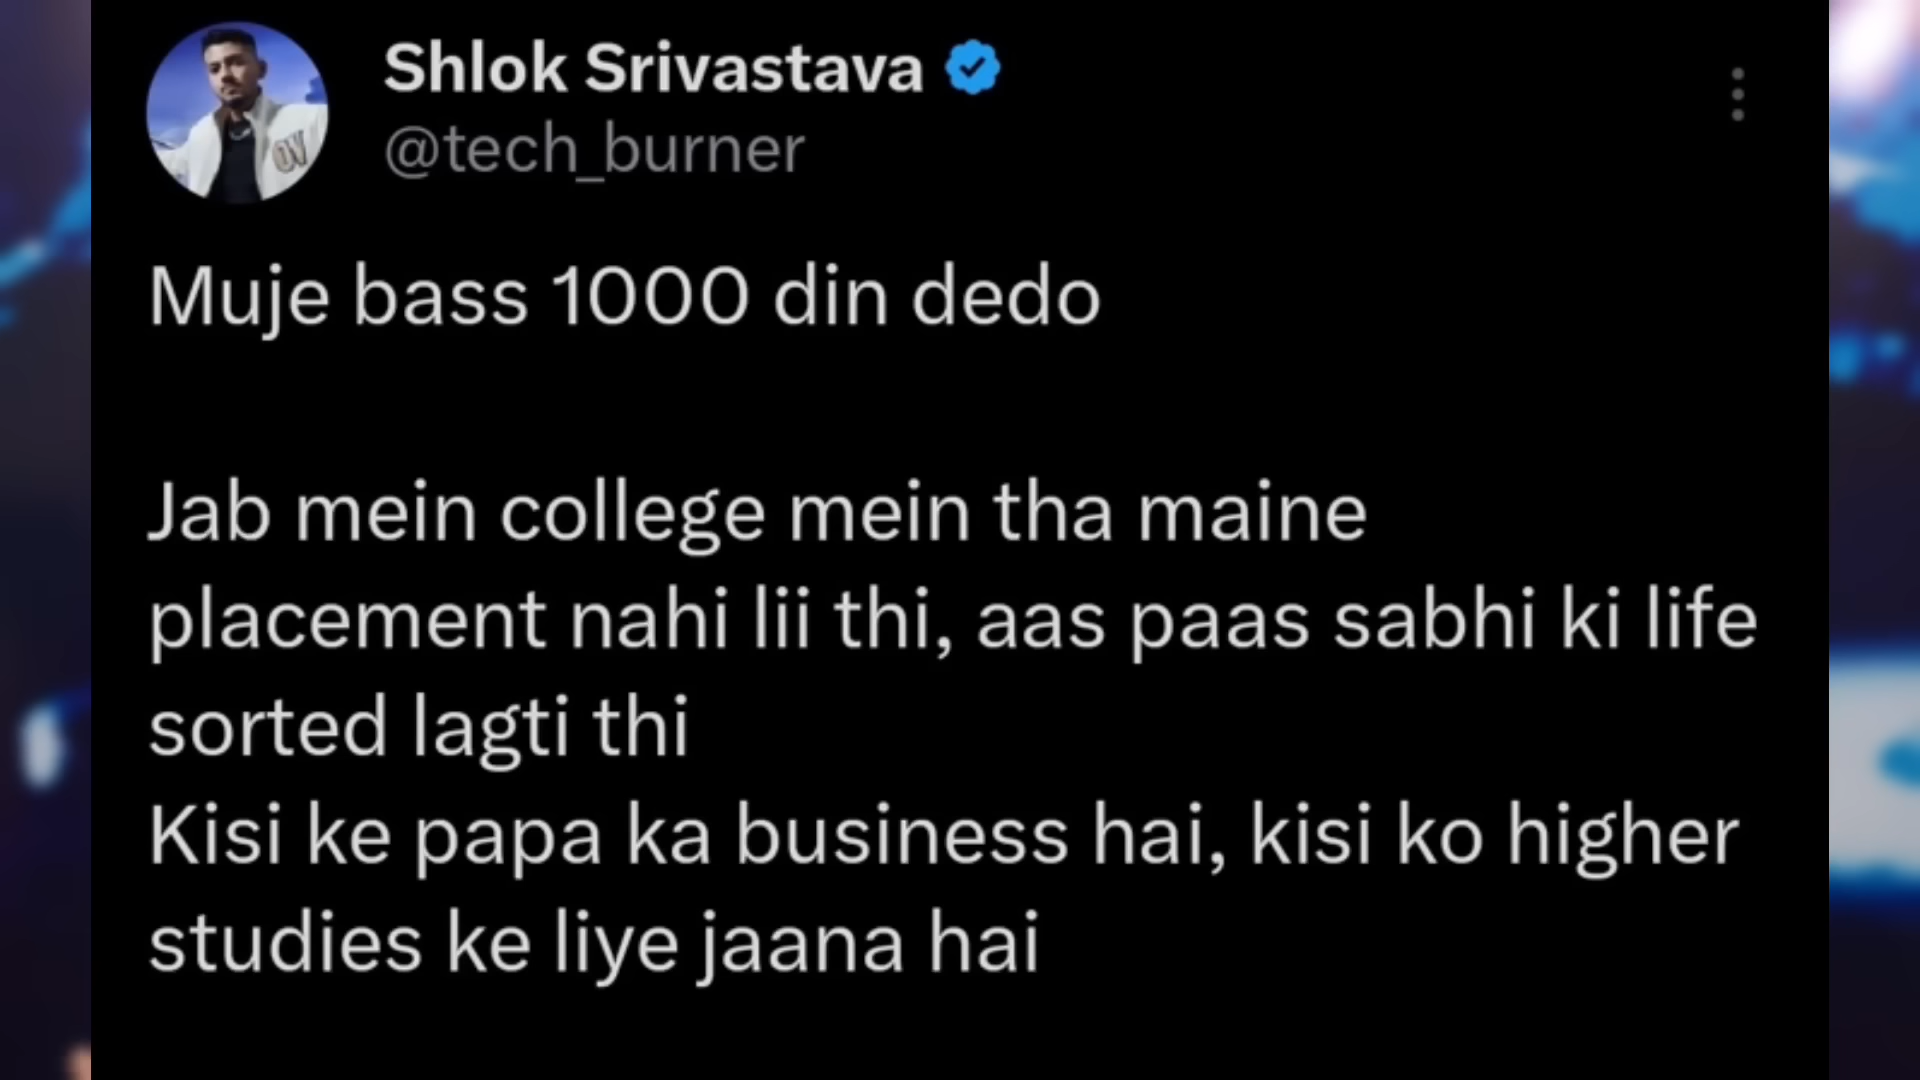 Shlok Srivastava
@tech_burner
Muje bass 1000 din dedo
Jab mein college mein tha maine
placement nahi lii thi, aas paas sabhi ki life
sorted lagti thi
Kisi ke papa ka business hai, kisi ko higher
studies ke liye jaana hai
OV